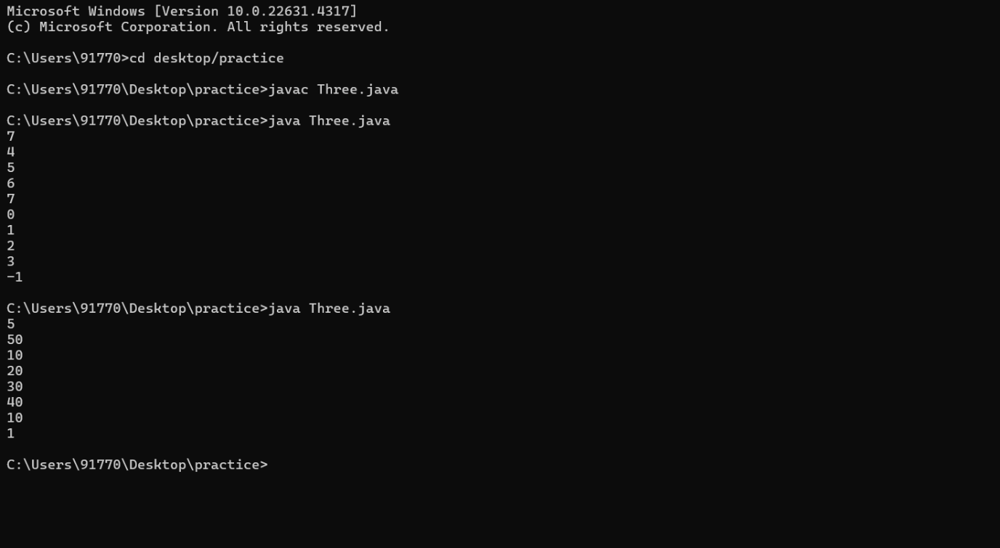 Microsoft Windows [Version 10.0.22631.4317]
(c) Microsoft Corporation. All rights reserved.
C:\Users\91770>cd desktop/practice
C:\Users\91770\Desktop\practice>javac Three.java
C:\Users\91770\Desktop\practice>java Three.java
7
4
5
6
7
0
1
2
3
-1
C:\Users\91770\Desktop\practice>java Three.java
5
50
10
20
30
40
10
1
C:\Users\91770\Desktop\practice>